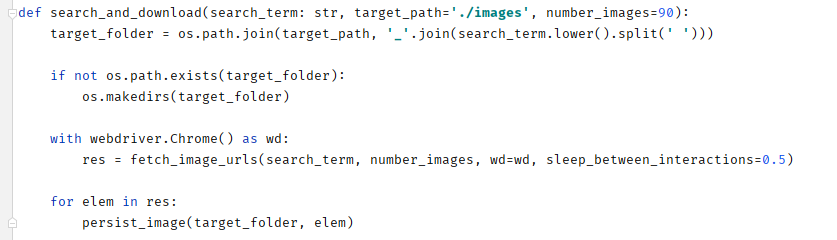 def search_and_download(search_term: str, target_path='./images', number_images=90):
    target_folder = os.path.join(target_path, '_'.join(search_term.lower().split(' ')))

    if not os.path.exists(target_folder):
        os.makedirs(target_folder)

    with webdriver.Chrome() as wd:
        res = fetch_image_urls(search_term, number_images, wd=wd, sleep_between_interactions=0.5)

    for elem in res:
        persist_image(target_folder, elem)